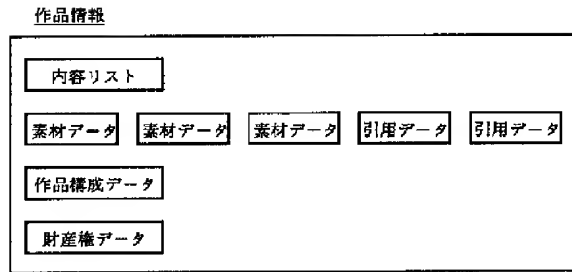 作品情報
内容リスト
素材データ 素材データ 素材データ 引用データ 引用データ
作品構成データ
財産権データ